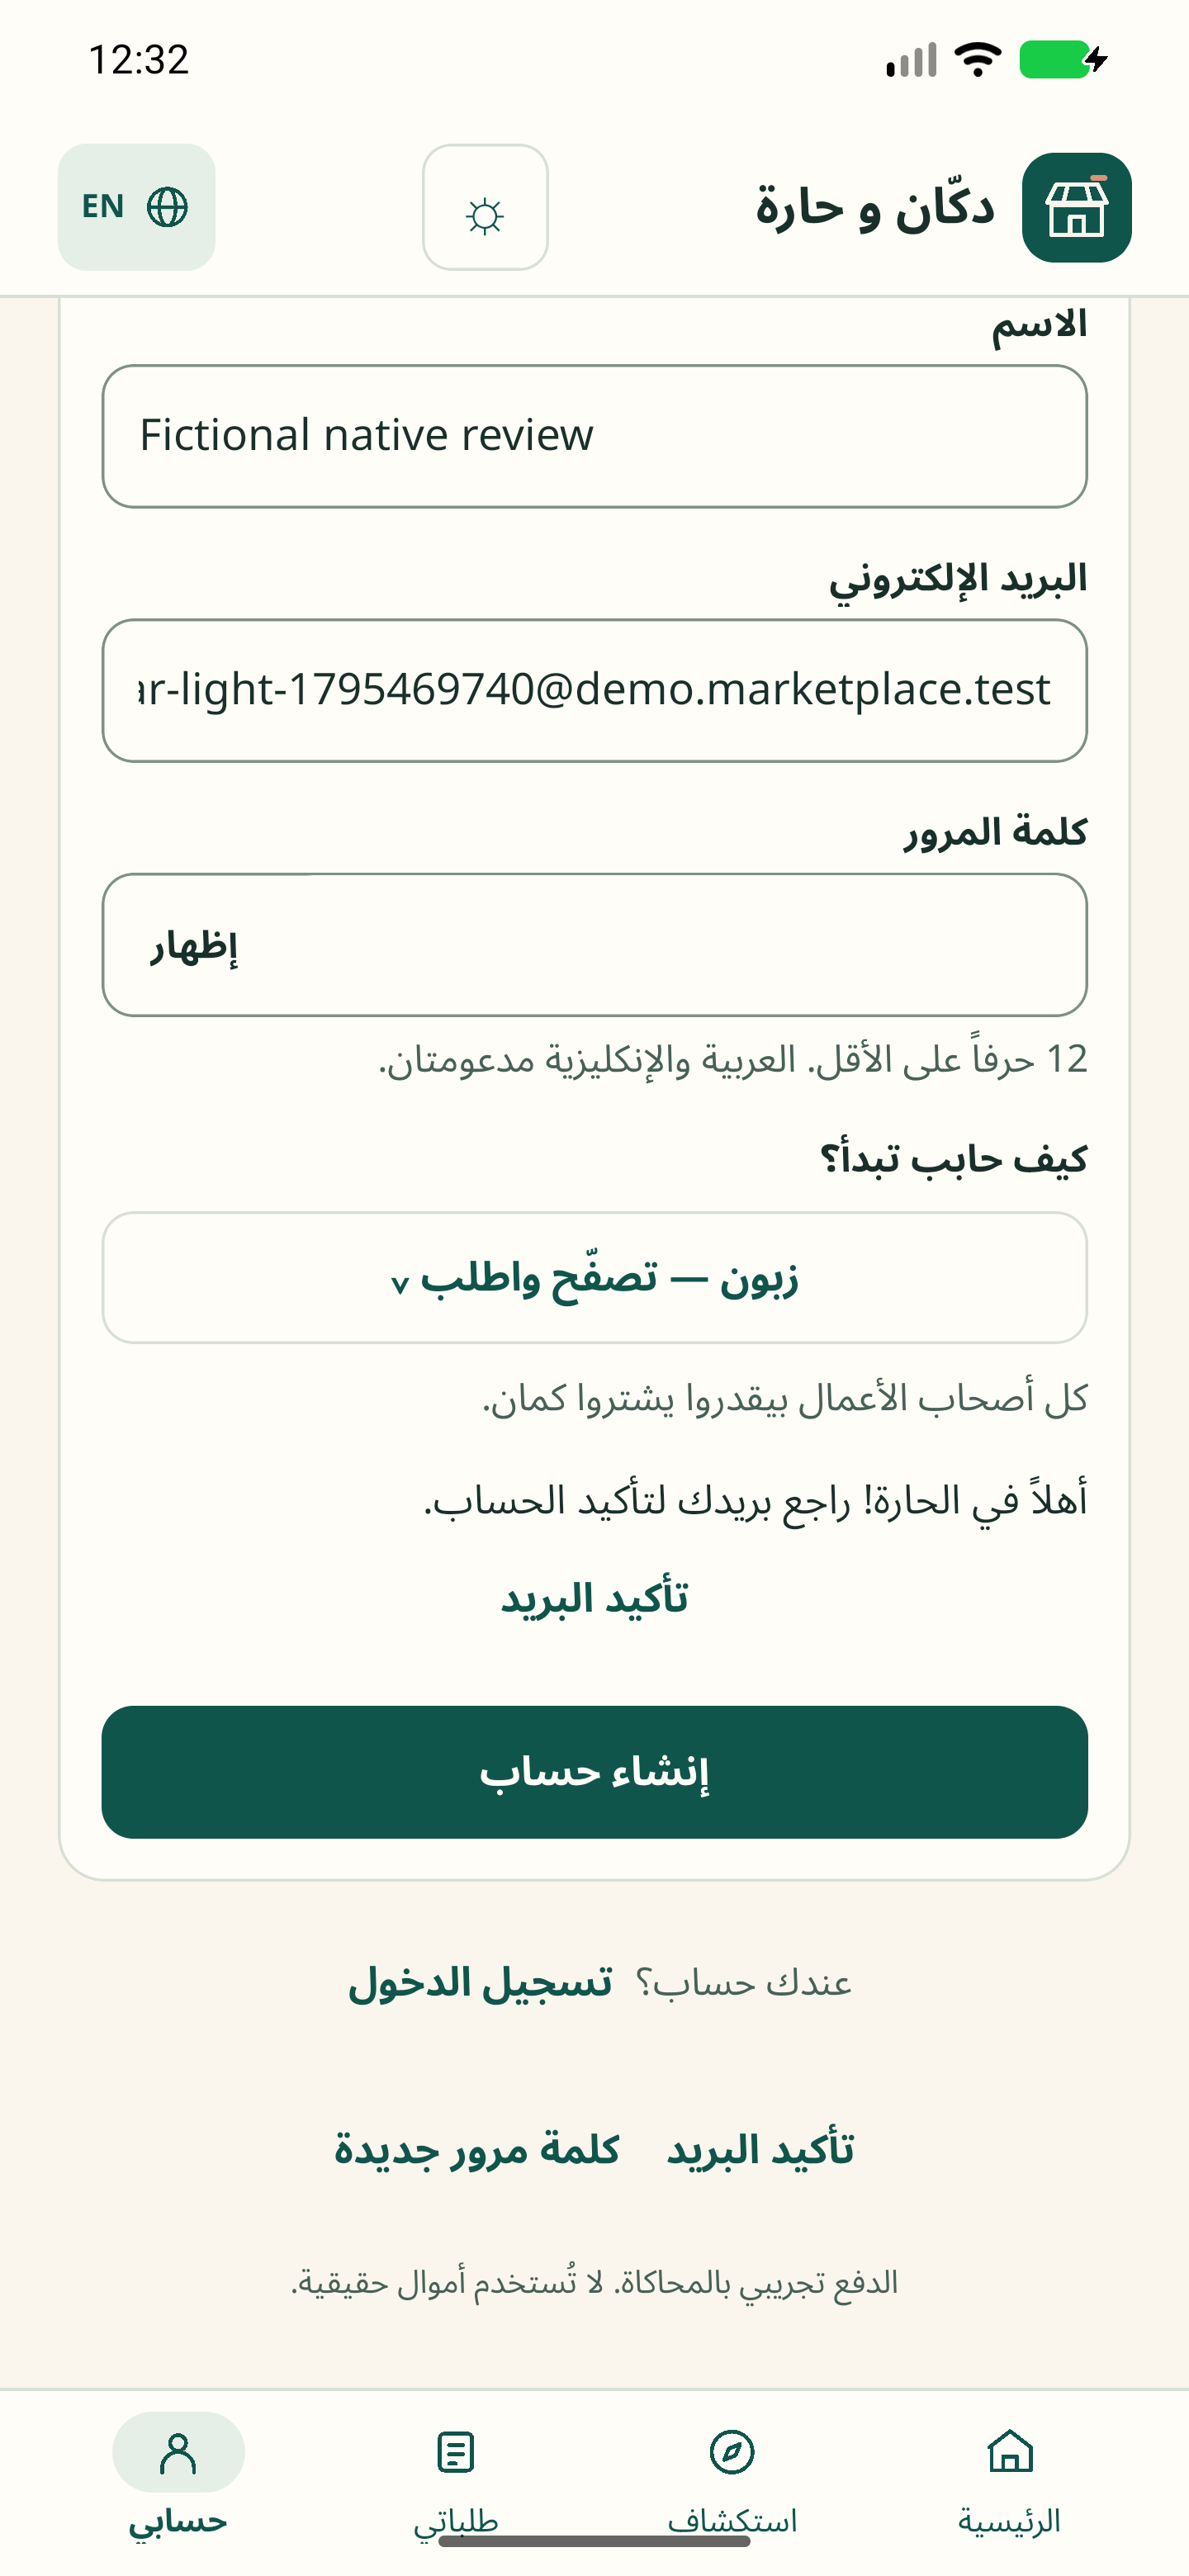 12:32
دكّان و حارة
EN
الاسم
Fictional native review
البريد الإلكتروني
ar-light-1795469740@demo.marketplace.test
كلمة المرور
إظهار
12 حرفاً على الأقل. العربية والإنكليزية مدعومتان.
كيف حابب تبدأ؟
زبون — تصفّح واطلب
كل أصحاب الأعمال بيقدروا يشتروا كمان.
أهلاً في الحارة! راجع بريدك لتأكيد الحساب.
تأكيد البريد
إنشاء حساب
عندك حساب؟ تسجيل الدخول
تأكيد البريد كلمة مرور جديدة
الدفع تجريبي بالمحاكاة. لا تُستخدم أموال حقيقية.
الرئيسية استكشاف طلباتي حسابي